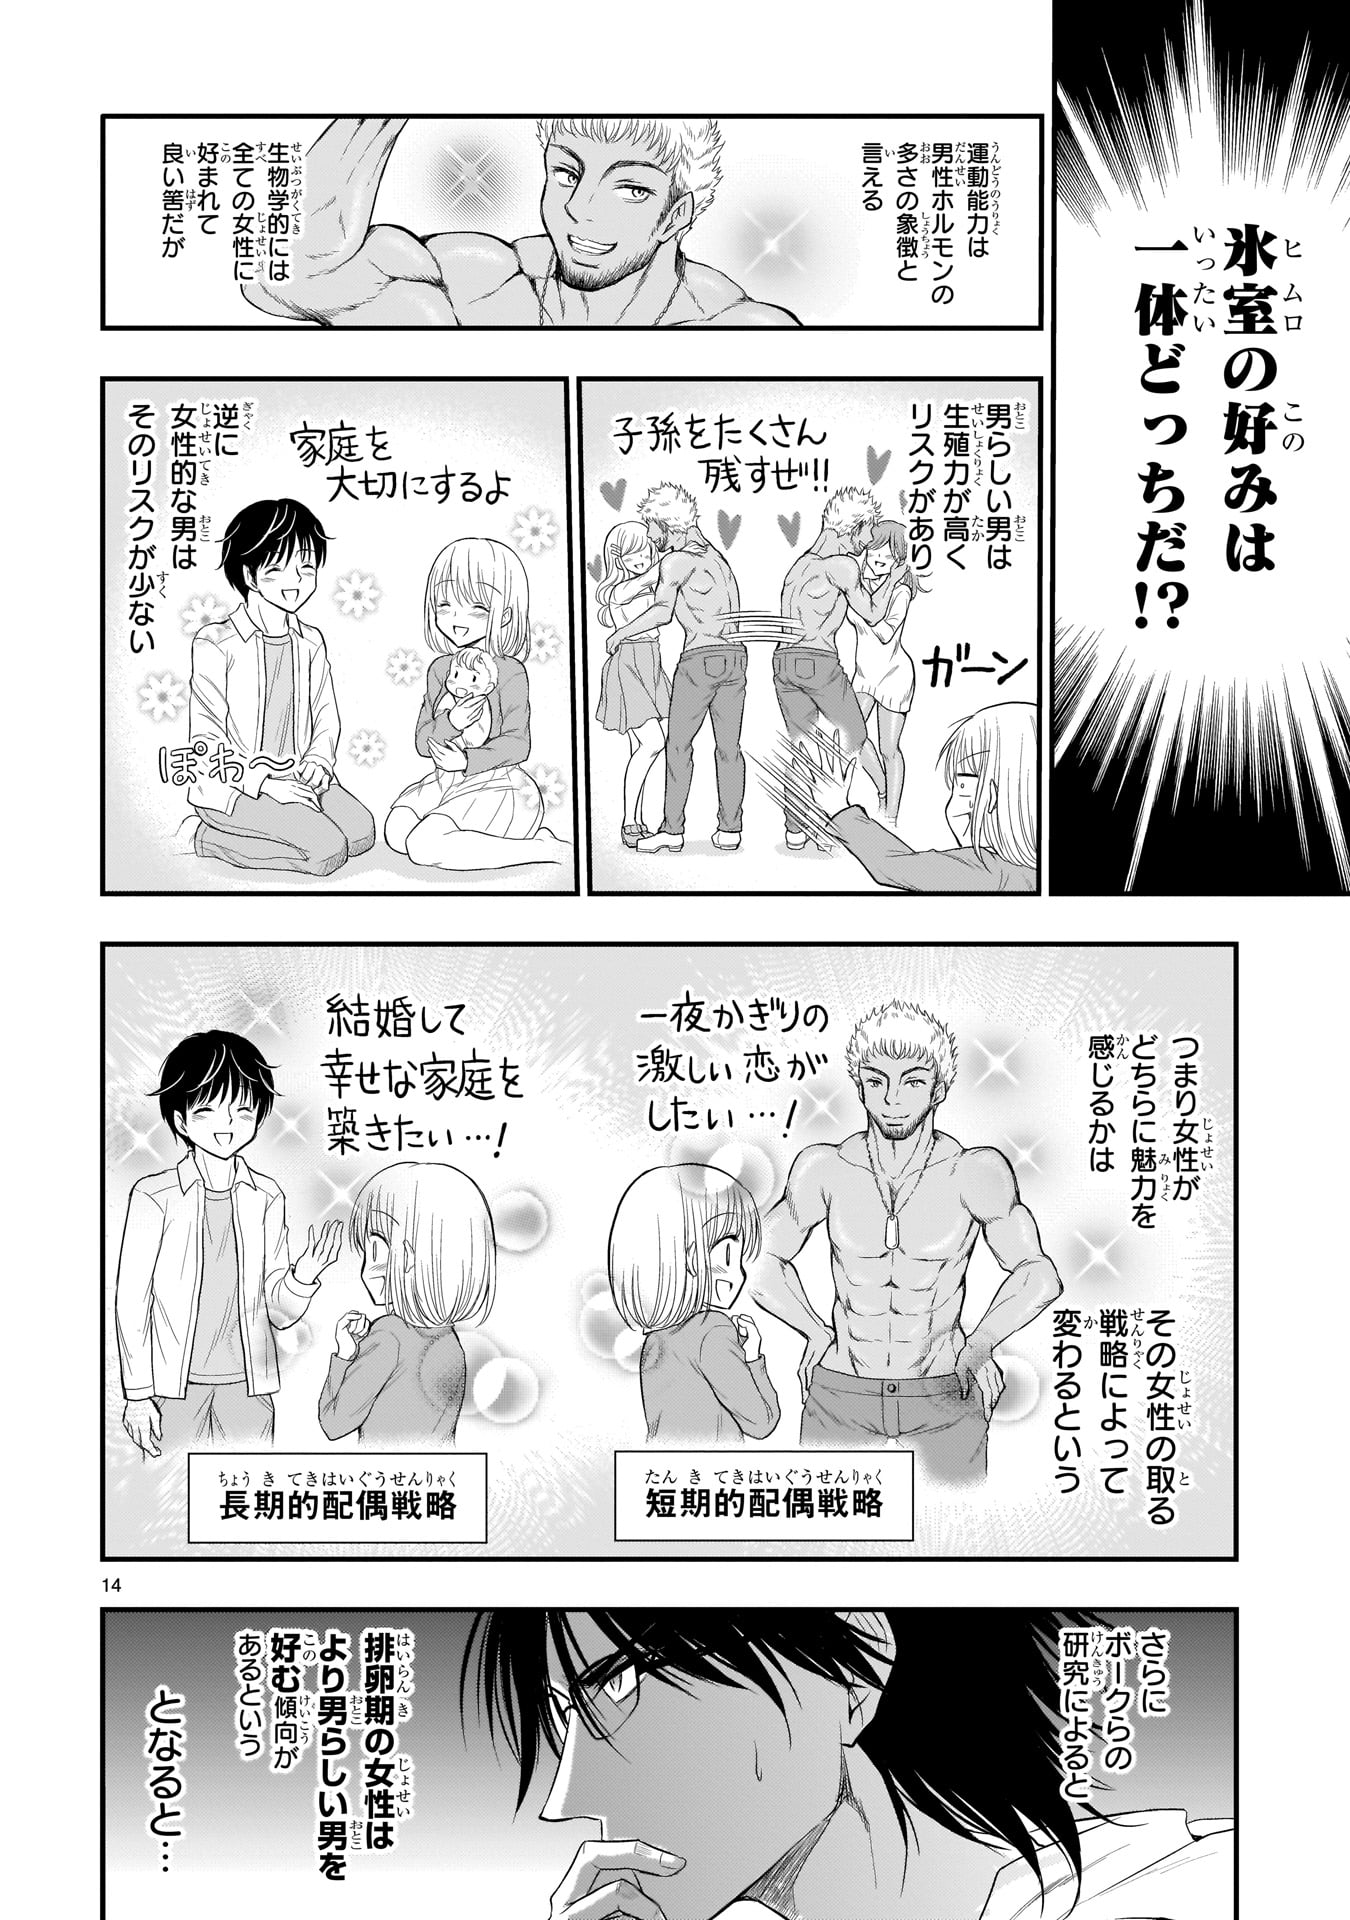 氷室の好みは
一体どっちだ!?
運動能力は
男性ホルモンの
多さの象徴と
言える
生物学的には
全ての女性に
好まれて
良い筈だが
男らしい男は
生殖力が高く
リスクがあり
子孫をたくさん
残すぜ!!
ガーン
逆に
女性的な男は
そのリスクが少ない
家庭を
大切にするよ
ぽわ〜
つまり女性が
どちらに魅力を
感じるかは
その女性の取る
戦略によって
変わるという
一夜かぎりの
激しい恋が
したい…!
結婚して
幸せな家庭を
築きたい…!
短期的配偶戦略
長期的配偶戦略
14
さらに
ボークらの
研究によると
排卵期の女性は
より男らしい男を
好む傾向が
あるという
となると…